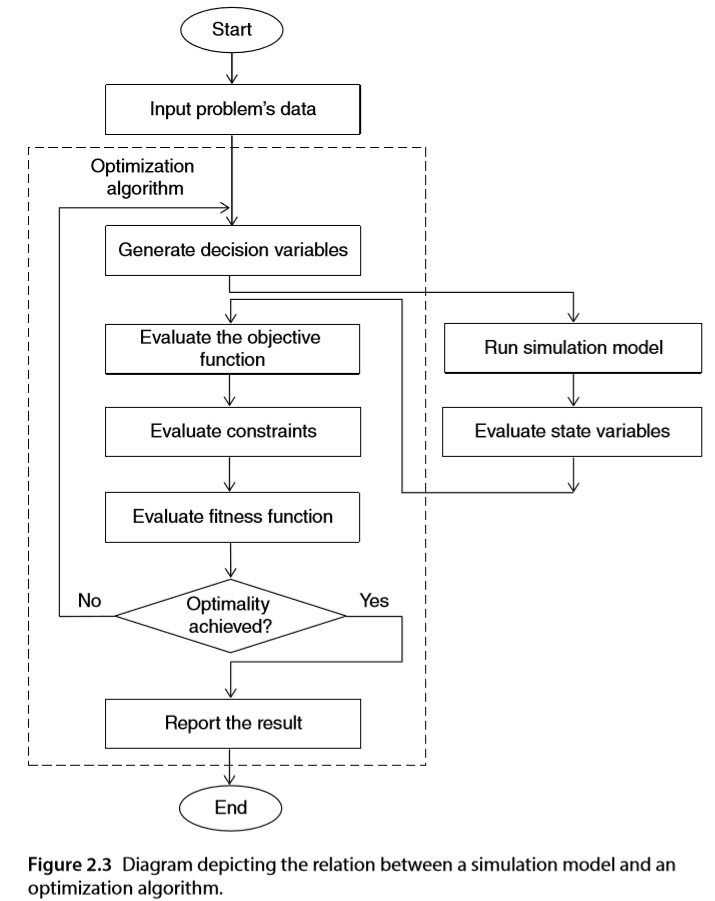 Start
Input problem's data
Optimization
algorithm
Generate decision variables
Evaluate the objective
function
Run simulation model
Evaluate constraints
Evaluate state variables
Evaluate fitness function
No
Optimality
achieved?
Yes
Report the result
End
Figure 2.3 Diagram depicting the relation between a simulation model and an
optimization algorithm.